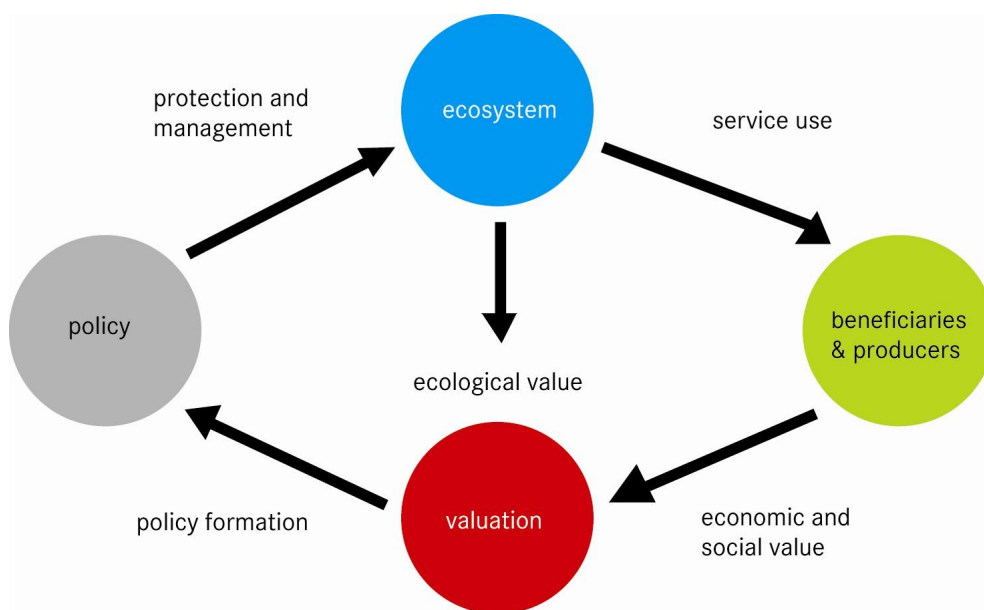 protection and
management
ecosystem
service use
policy
beneficiaries
& producers
ecological value
policy formation
valuation
economic and
social value